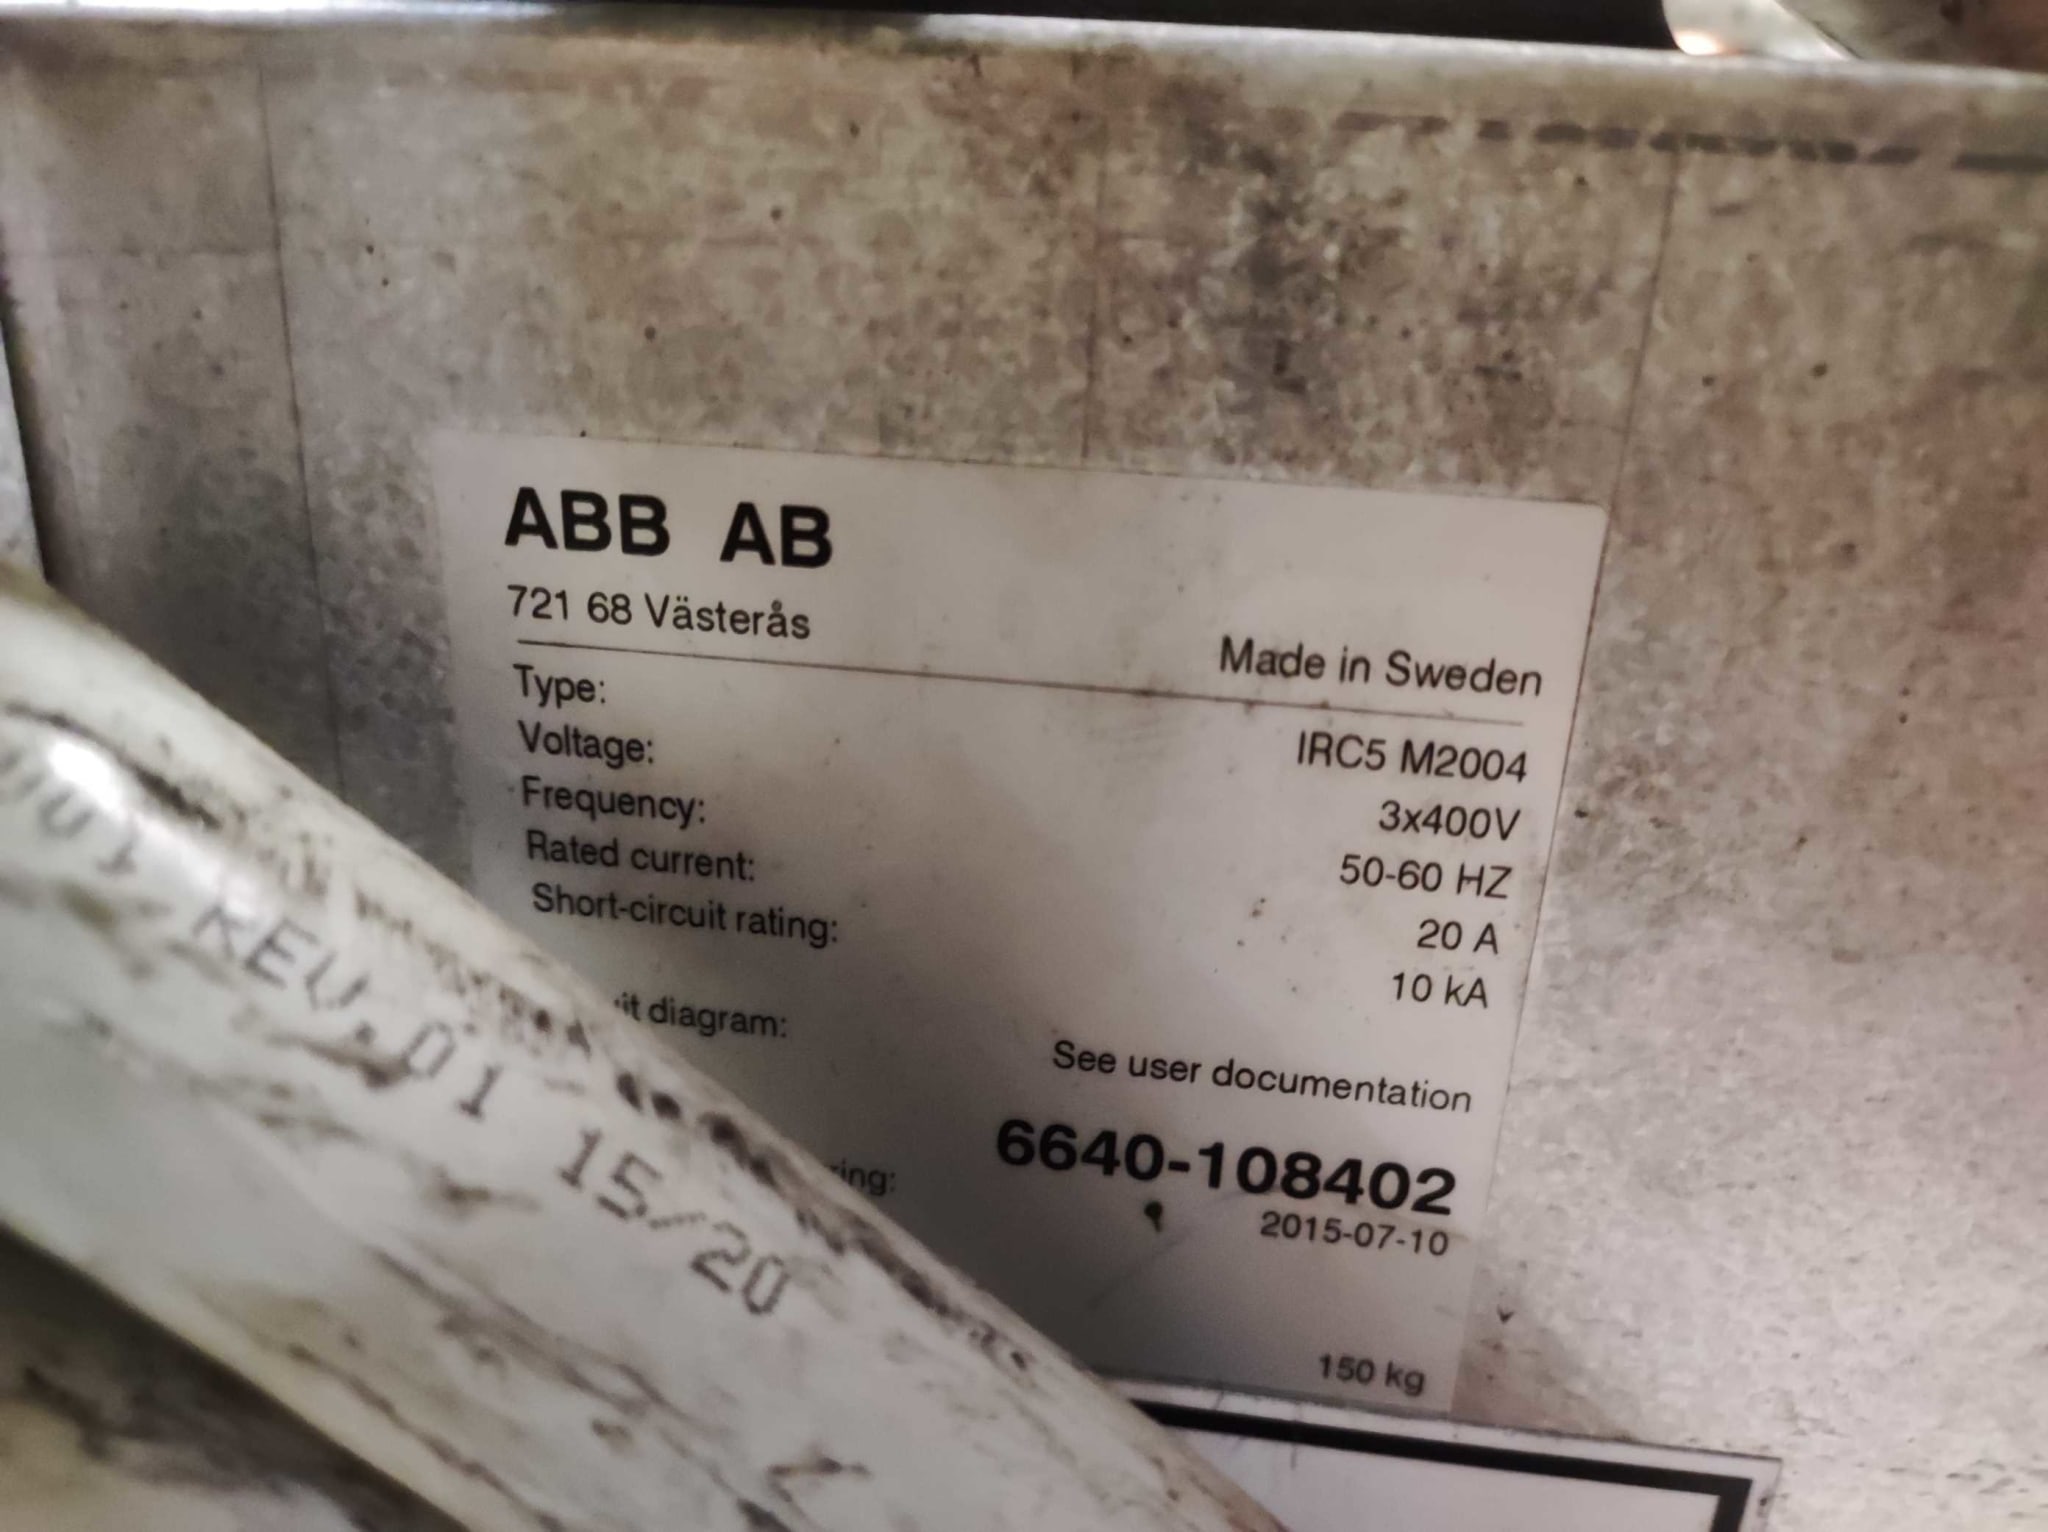 ABB AB
721 68 Västerås
Made in Sweden
Type: IRC5 M2004
Voltage: 3x400V
Frequency: 50-60 HZ
Rated current: 20 A
Short-circuit rating: 10 kA
diagram: See user documentation
6640-108402
2015-07-10
150 kg
REV.01 15/20